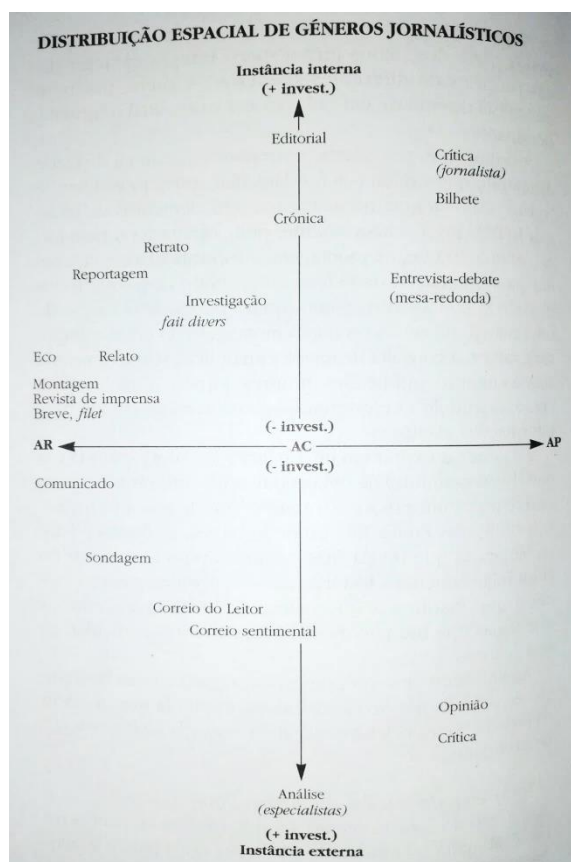 DISTRIBUIÇÃO ESPACIAL DE GÉNEROS JORNALÍSTICOS
Instância interna
(+ invest.)
Editorial
Crítica
(jornalista)
Bilhete
Crónica
Retrato
Reportagem
Entrevista-debate
(mesa-redonda)
Investigação
fait divers
Eco Relato
Montagem
Revista de imprensa
Breve, filet
(- invest.)
AR AC AP
(- invest.)
Comunicado
Sondagem
Correio do Leitor
Correio sentimental
Opinião
Crítica
Análise
(especialistas)
(+ invest.)
Instância externa